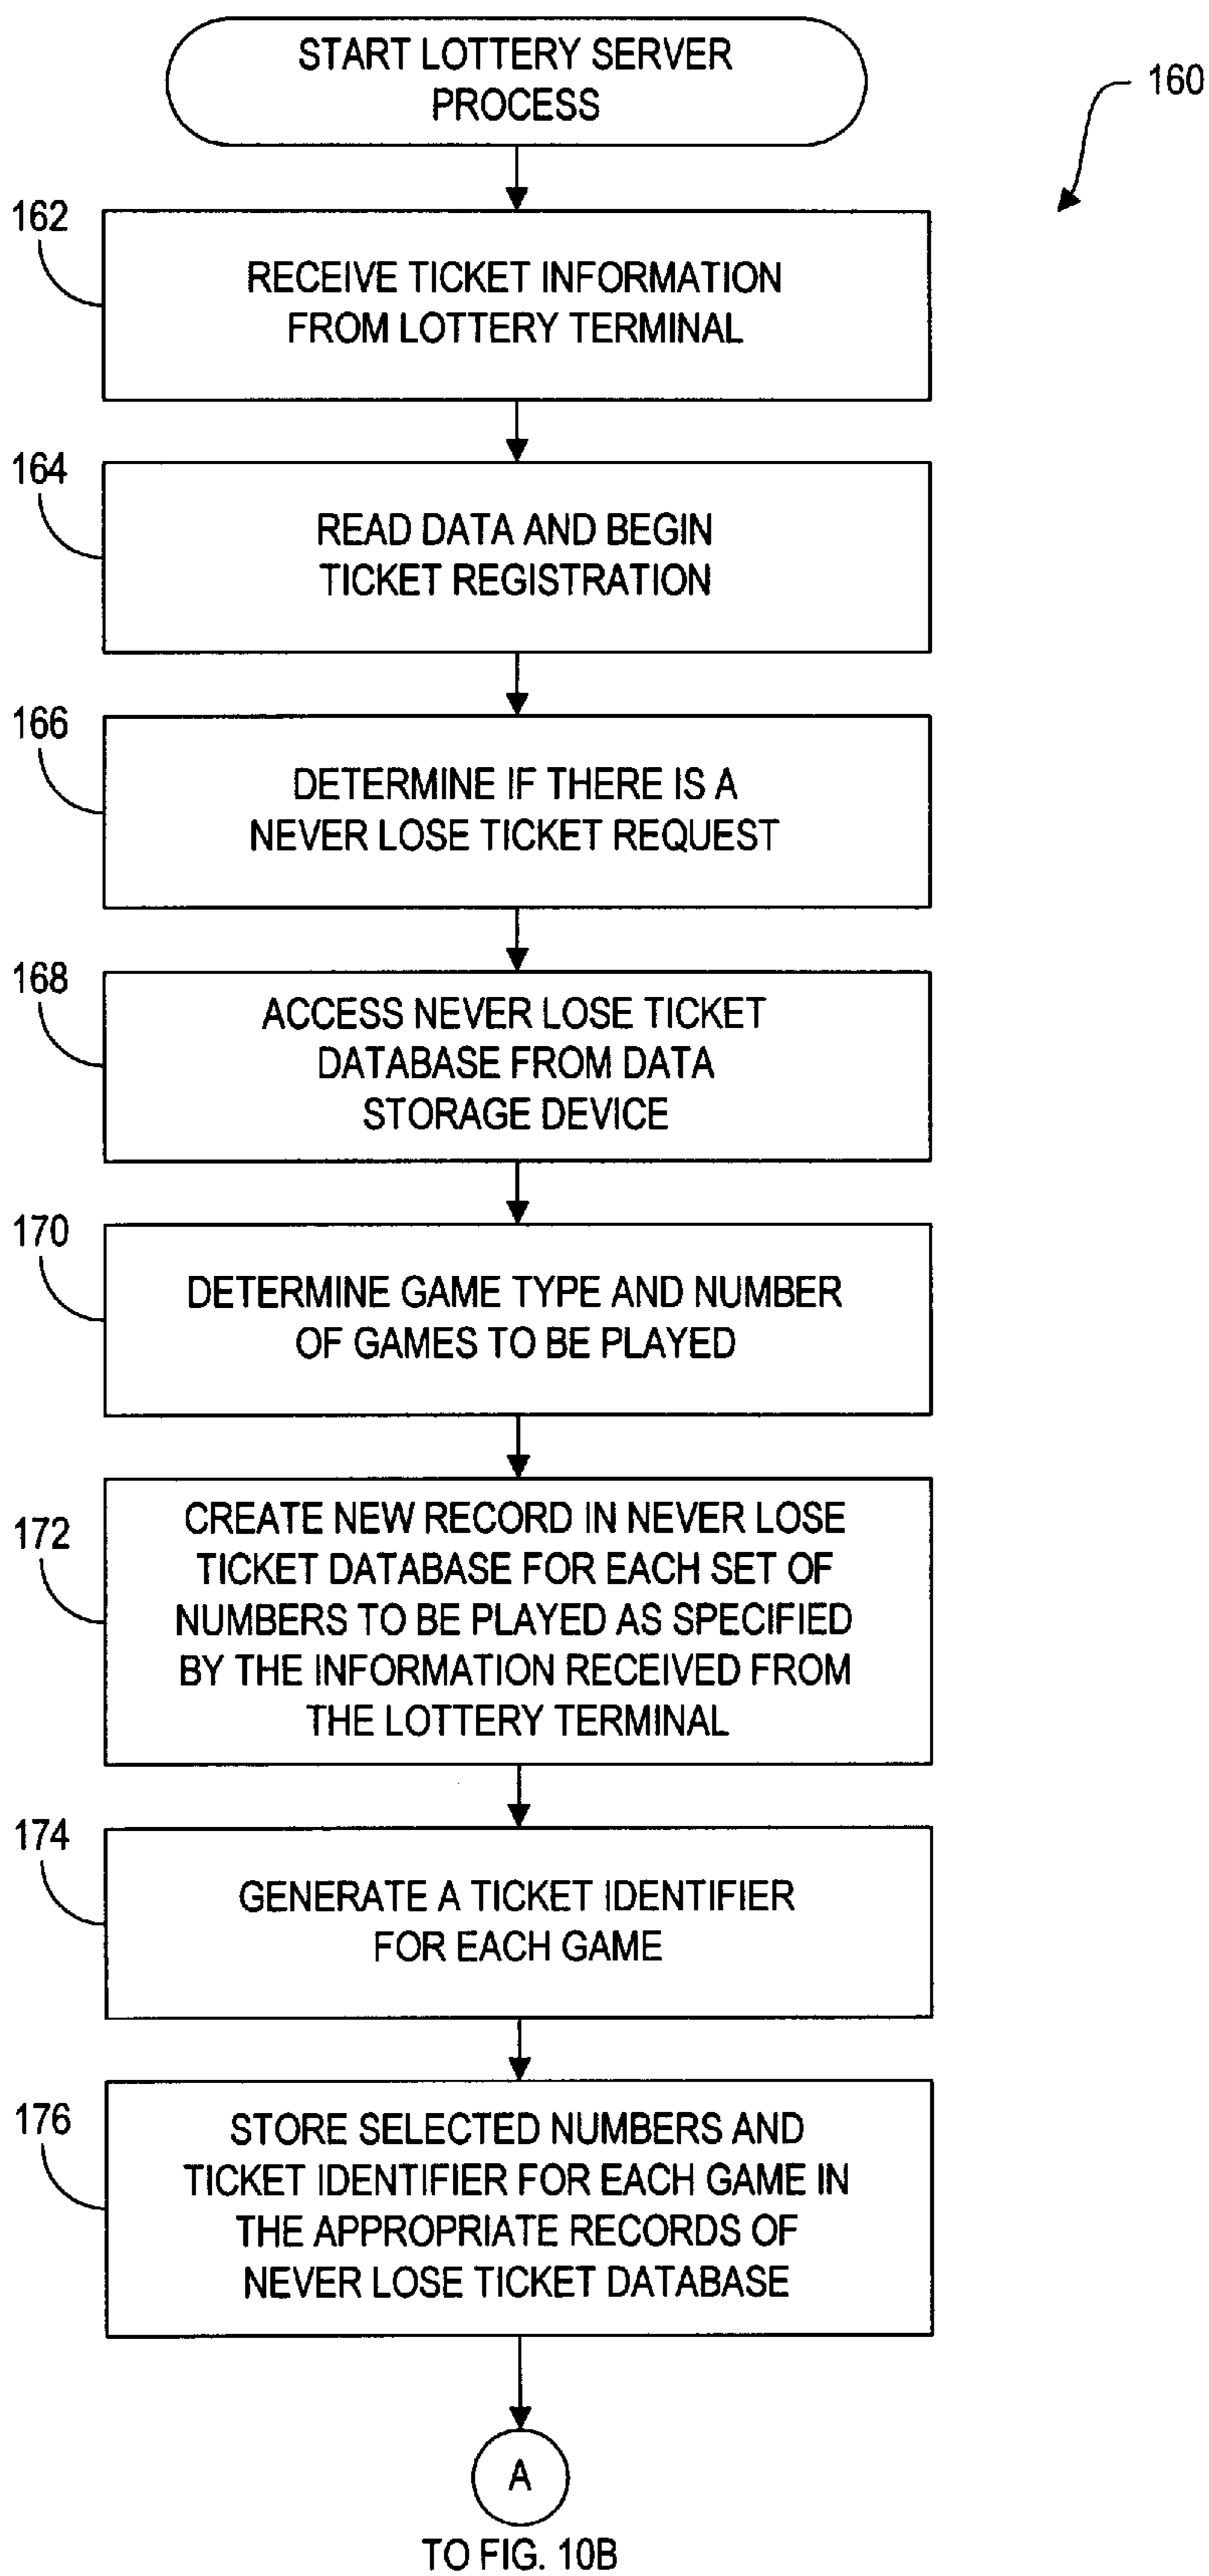 START LOTTERY SERVER
PROCESS
160
162
RECEIVE TICKET INFORMATION
FROM LOTTERY TERMINAL
164
READ DATA AND BEGIN
TICKET REGISTRATION
166
DETERMINE IF THERE IS A
NEVER LOSE TICKET REQUEST
168
ACCESS NEVER LOSE TICKET
DATABASE FROM DATA
STORAGE DEVICE
170
DETERMINE GAME TYPE AND NUMBER
OF GAMES TO BE PLAYED
172
CREATE NEW RECORD IN NEVER LOSE
TICKET DATABASE FOR EACH SET OF
NUMBERS TO BE PLAYED AS SPECIFIED
BY THE INFORMATION RECEIVED FROM
THE LOTTERY TERMINAL
174
GENERATE A TICKET IDENTIFIER
FOR EACH GAME
176
STORE SELECTED NUMBERS AND
TICKET IDENTIFIER FOR EACH GAME IN
THE APPROPRIATE RECORDS OF
NEVER LOSE TICKET DATABASE
A
TO FIG. 10B